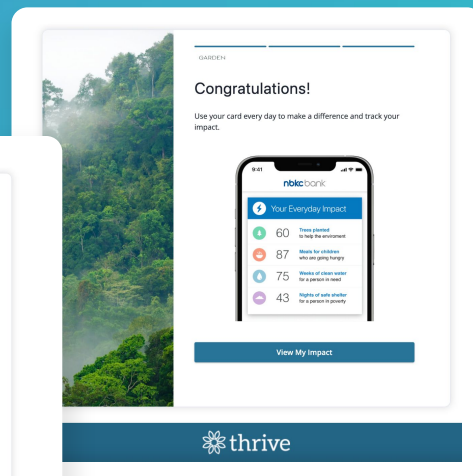 GARDEN
Congratulations!
Use your card every day to make a difference and track your
impact.
9:41
nbkc bank
Your Everyday Impact
60 Trees planted
to help the enviroment
87 Meals for children
who are going hungry
75 Weeks of clean water
for a person in need
43 Nights of safe shelter
for a person in poverty
View My Impact
thrive